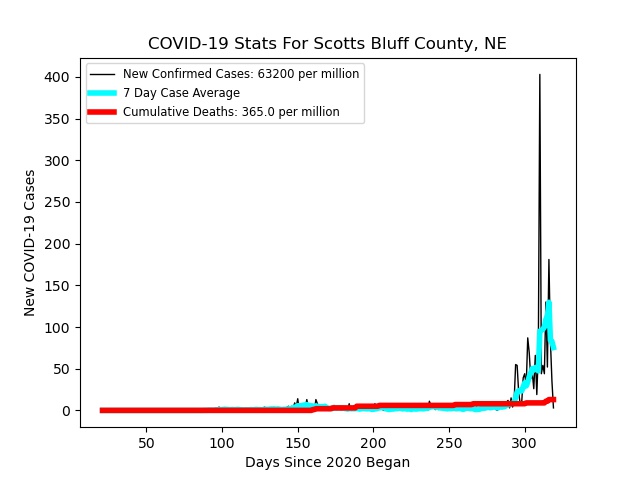 COVID-19 Stats For Scotts Bluff County, NE
New Confirmed Cases: 63200 per million
7 Day Case Average
Cumulative Deaths: 365.0 per million
New COVID-19 Cases
400
350
300
250
200
150
100
50
0
50 100 150 200 250 300
Days Since 2020 Began